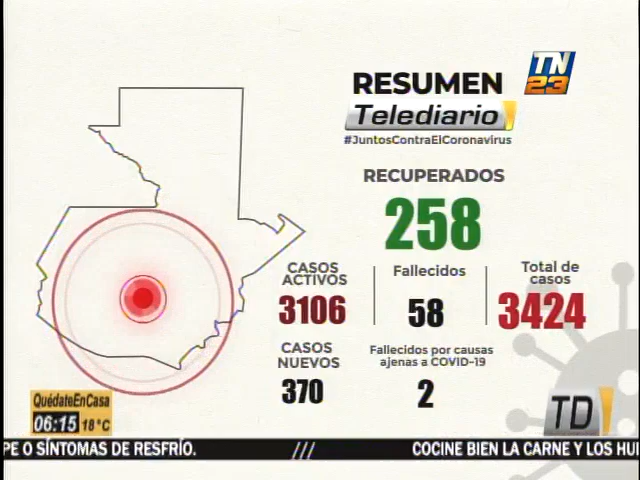 TN
23
RESUMEN
Telediario
#JuntosContraElCoronavirus
RECUPERADOS
258
CASOS
ACTIVOS
3106
Fallecidos
58
Total de
casos
3424
CASOS
NUEVOS
370
Fallecidos por causas
ajenas a COVID-19
2
QuédateEnCasa
06:15 18°C
TD
PE O SÍNTOMAS DE RESFRÍO. /// COCINE BIEN LA CARNE Y LOS HU